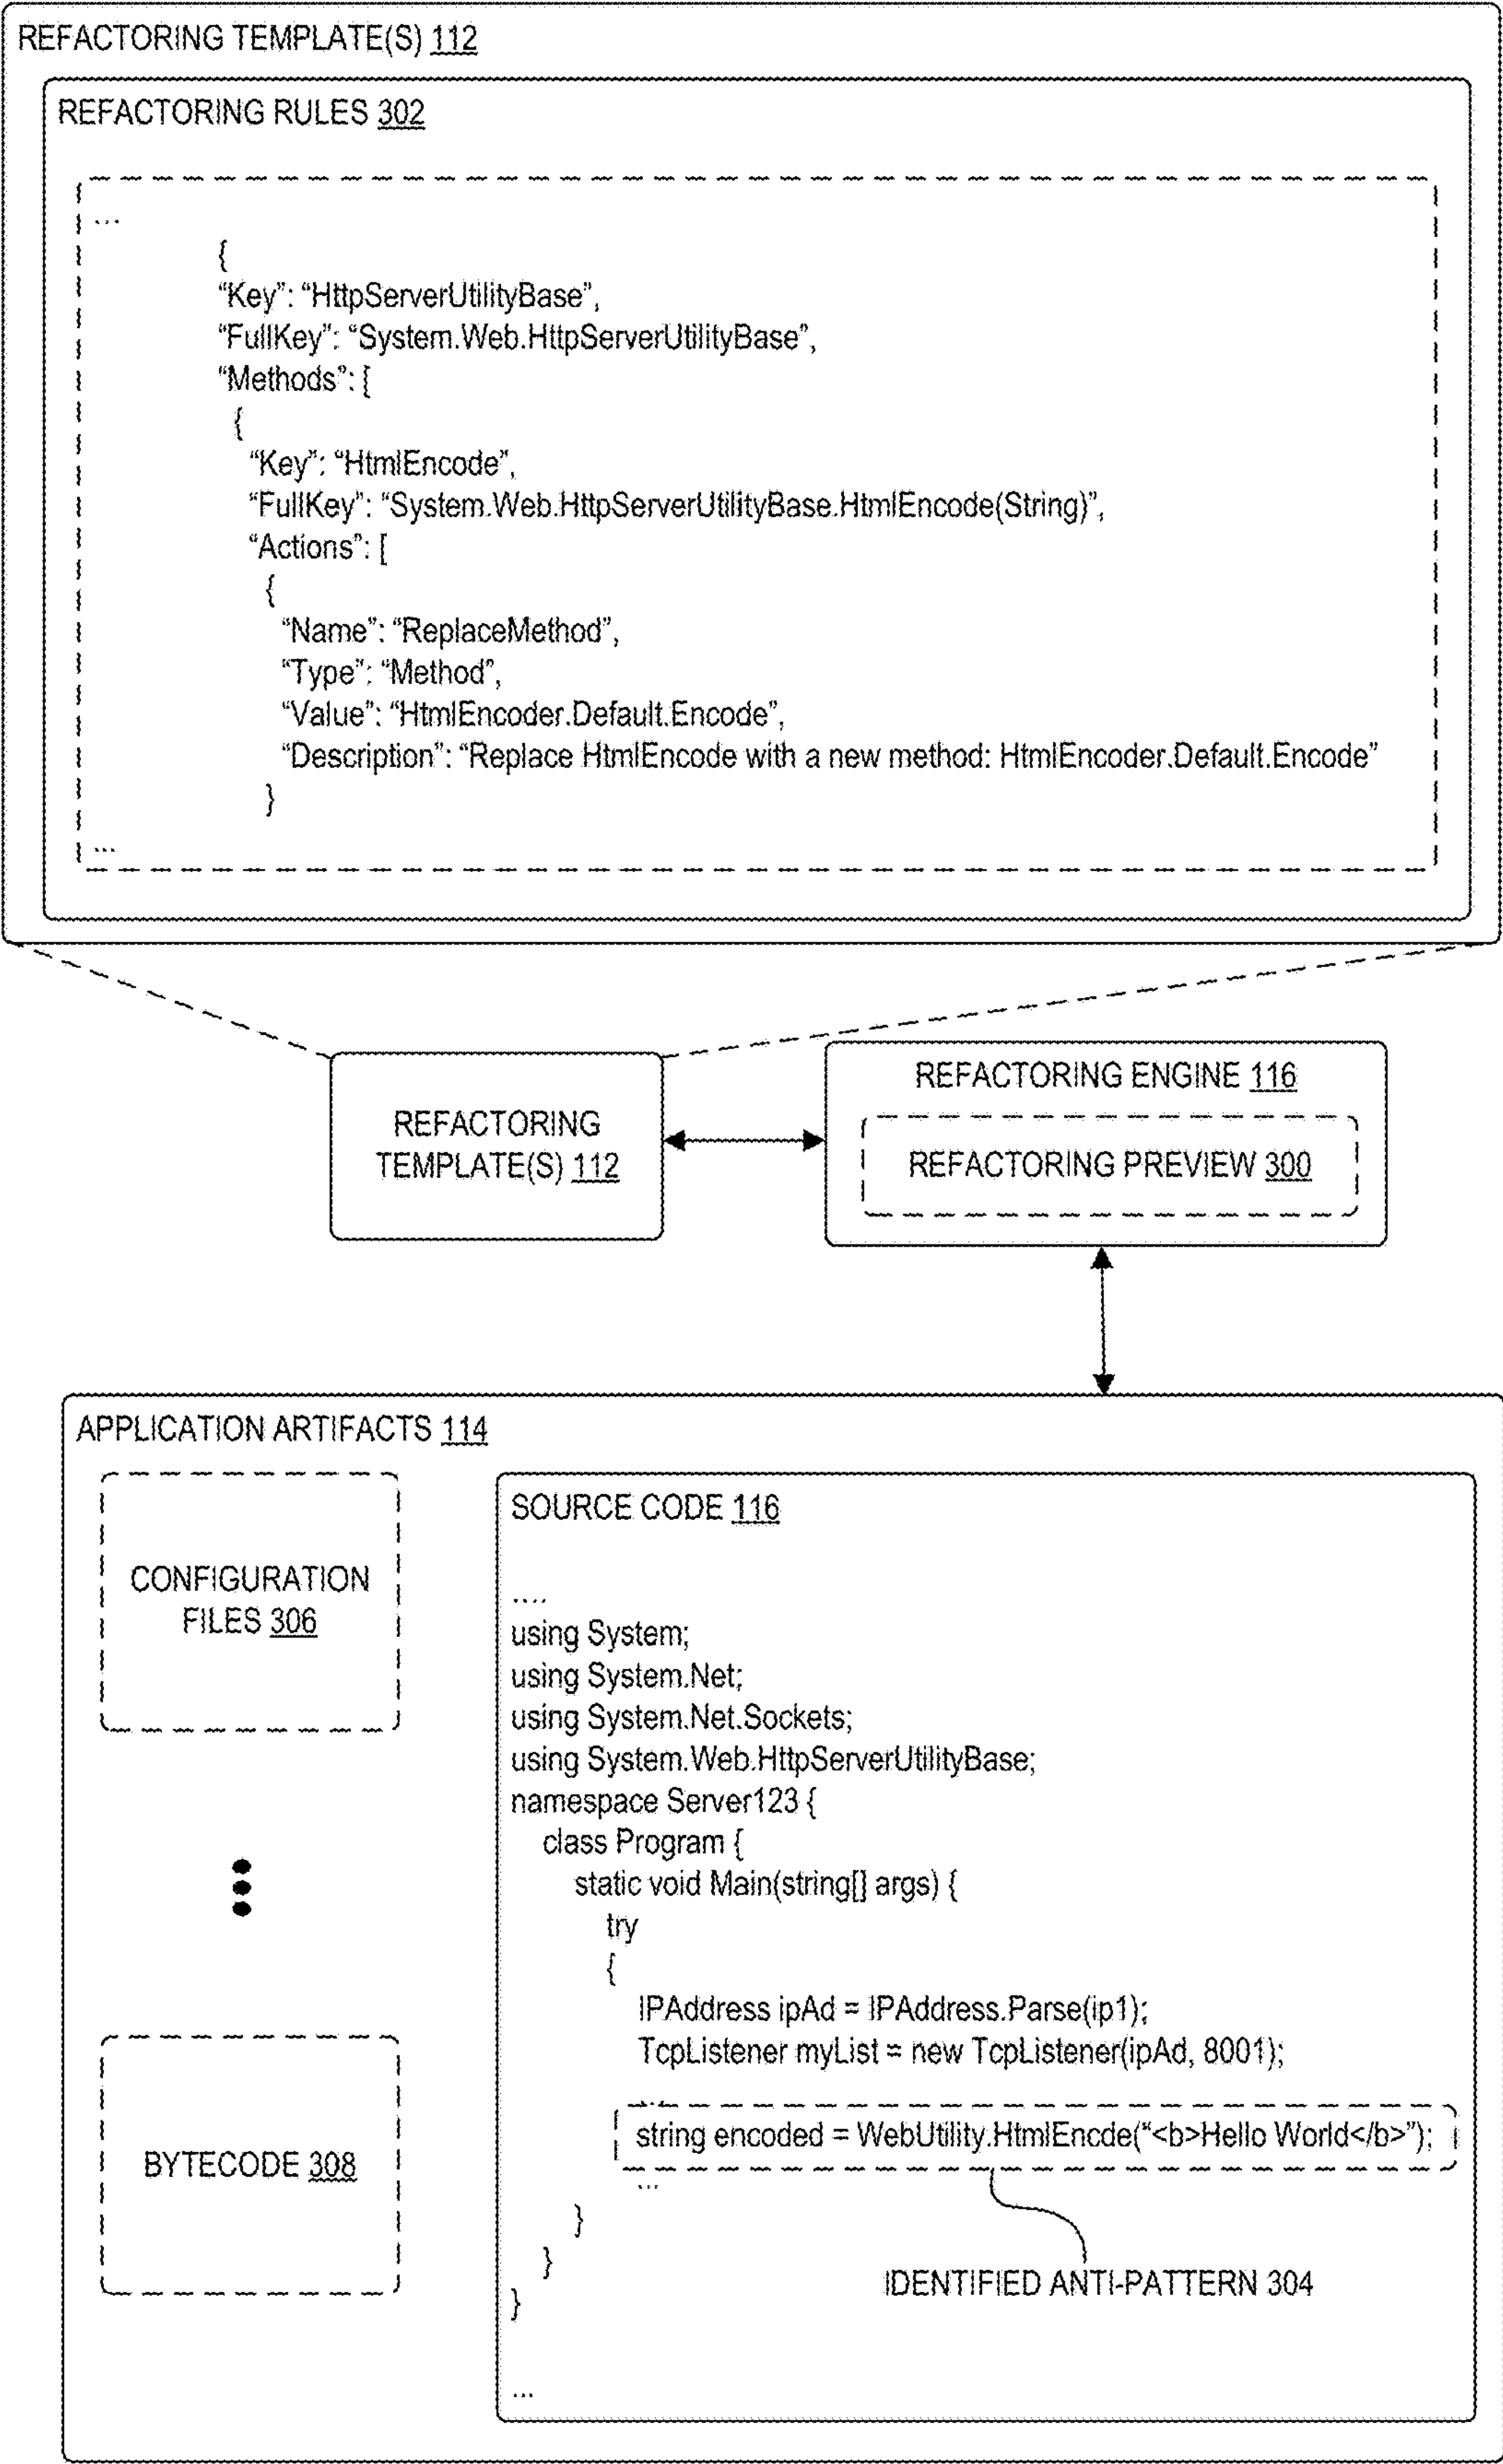 REFACTORING TEMPLATE(S) 112
REFACTORING RULES 302
...
{
“Key”: “HttpServerUtilityBase”,
“FullKey”: “System.Web.HttpServerUtilityBase”,
“Methods”: [
{
“Key”: “HtmlEncode”,
“FullKey”: “System.Web.HttpServerUtilityBase.HtmlEncode(String)”,
“Actions”: [
{
“Name”: “ReplaceMethod”,
“Type”: “Method”,
“Value”: “HtmlEncoder.Default.Encode”,
“Description”: “Replace HtmlEncode with a new method: HtmlEncoder.Default.Encode”
}
...
REFACTORING
TEMPLATE(S) 112
REFACTORING ENGINE 116
REFACTORING PREVIEW 300
APPLICATION ARTIFACTS 114
CONFIGURATION
FILES 306
BYTECODE 308
SOURCE CODE 116
....
using System;
using System.Net;
using System.Net.Sockets;
using System.Web.HttpServerUtilityBase;
namespace Server123 {
class Program {
static void Main(string[] args) {
try
{
IPAddress ipAd = IPAddress.Parse(ip1);
TcpListener myList = new TcpListener(ipAd, 8001);
...
string encoded = WebUtility.HtmlEncde(“<b>Hello World</b>”);
...
}
}
}
IDENTIFIED ANTI-PATTERN 304
...